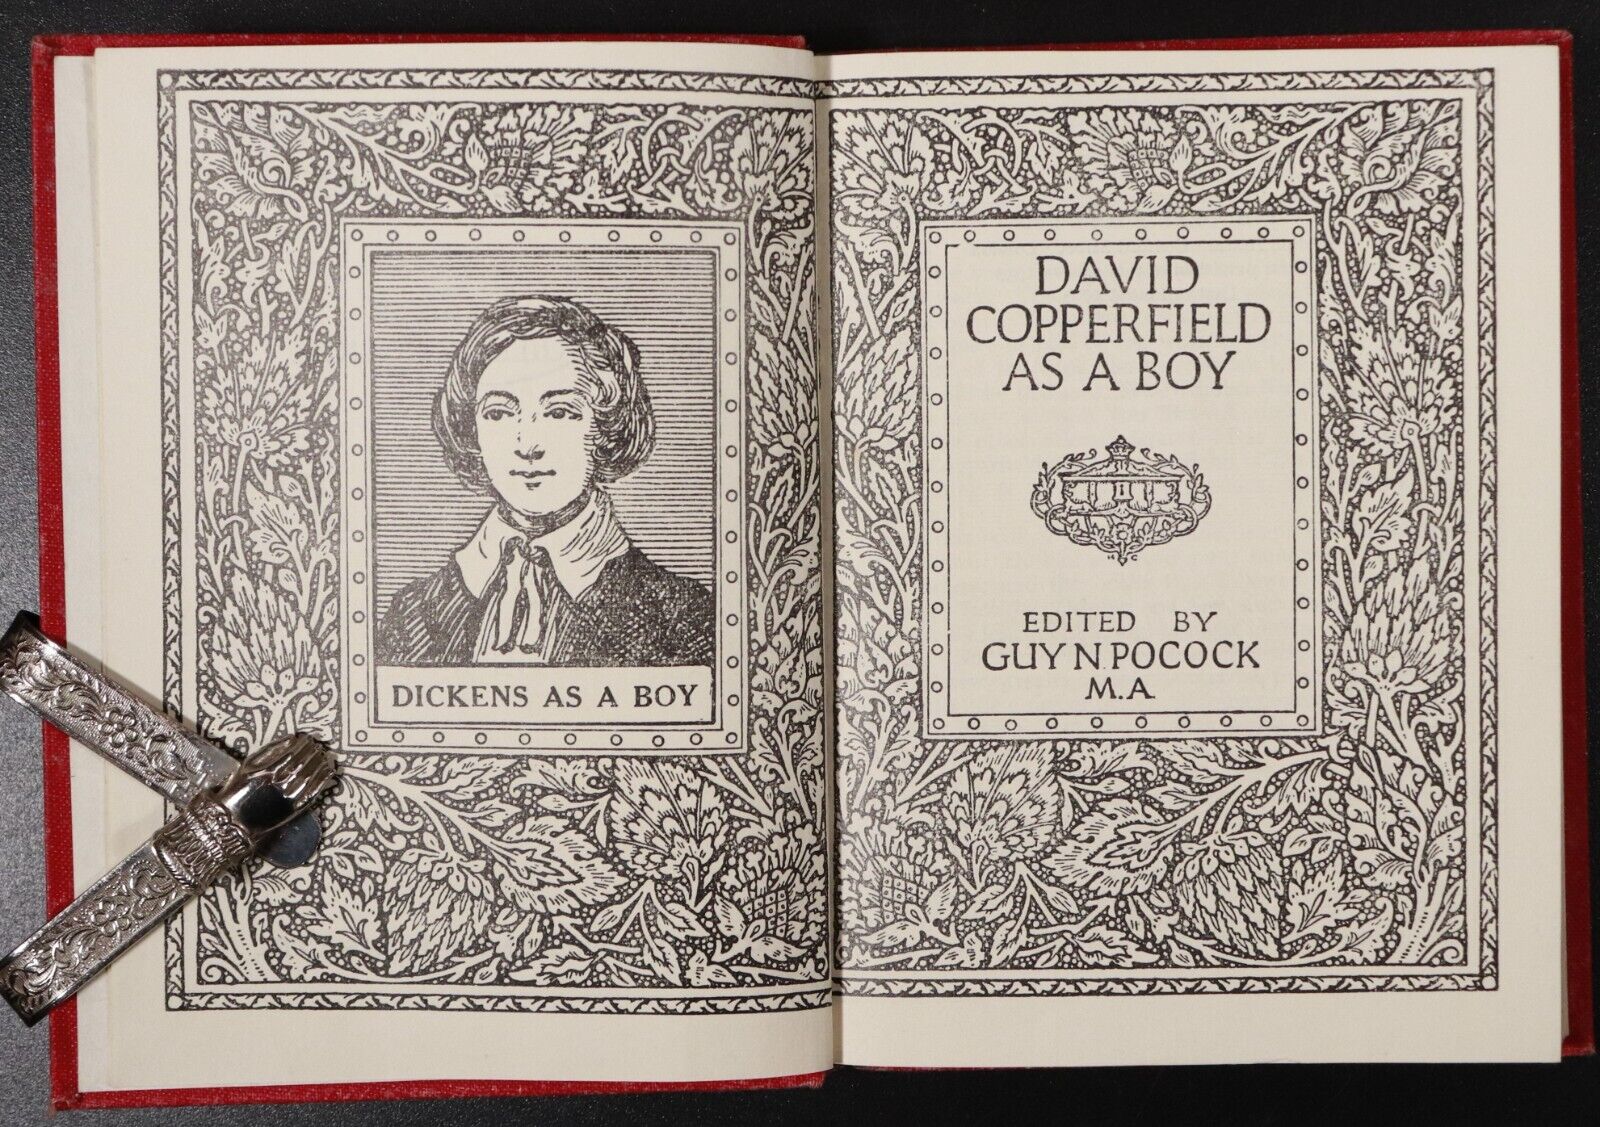 DICKENS AS A BOY
DAVID
COPPERFIELD
AS A BOY
H C
EDITED BY
GUY N POCOCK
M.A.